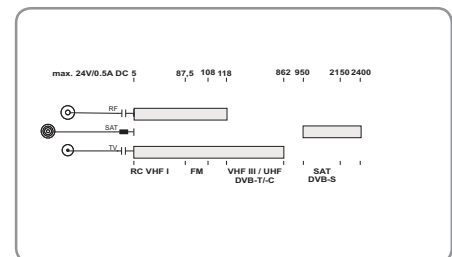 max. 24V/0.5A DC 5 87,5 108 118 862 950 2150 2400
RF
SAT
TV
RC VHF I FM VHF III / UHF SAT
DVB-T/-C DVB-S